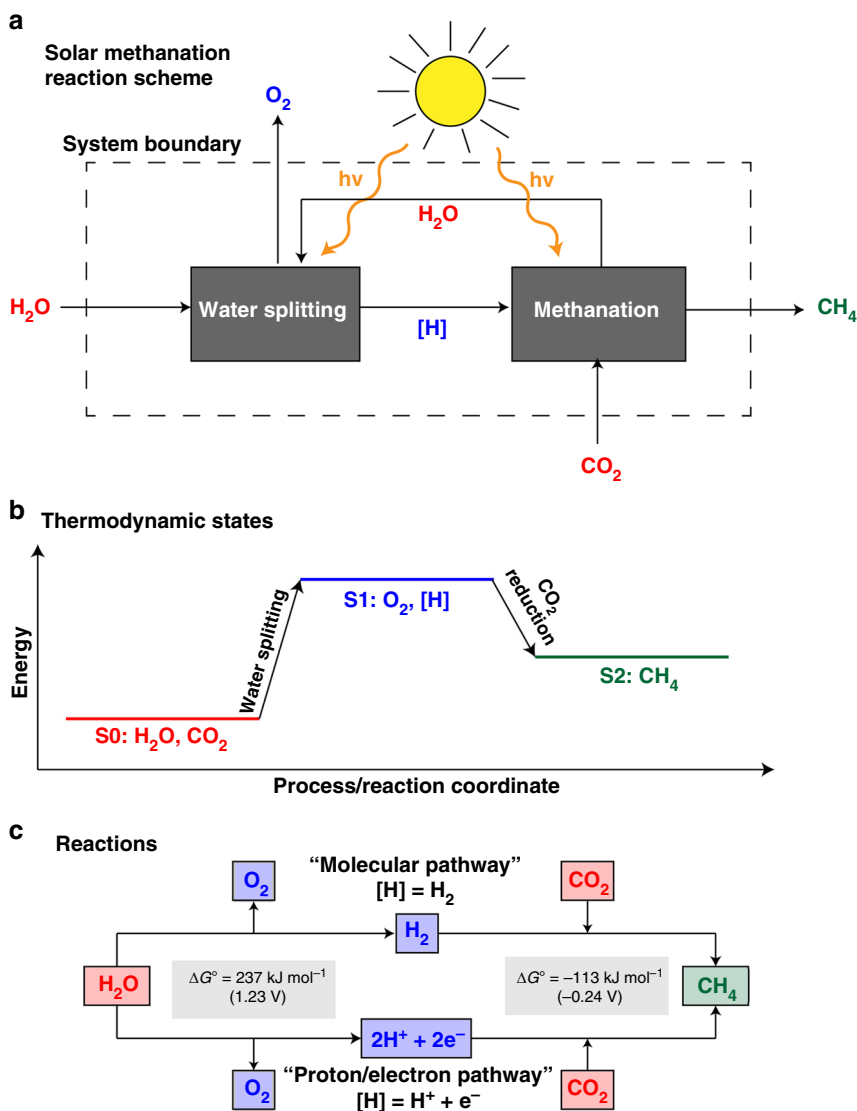 a
Solar methanation
reaction scheme
O₂
System boundary
hν
hν
H₂O
H₂O
Water splitting
[H]
Methanation
CH₄
CO₂
b
Thermodynamic states
Energy
Water splitting
S1: O₂, [H]
CO₂
reduction
S2: CH₄
S0: H₂O, CO₂
Process/reaction coordinate
c
Reactions
O₂
“Molecular pathway”
[H] = H₂
CO₂
H₂
H₂O
ΔG° = 237 kJ mol⁻¹
(1.23 V)
ΔG° = –113 kJ mol⁻¹
(–0.24 V)
CH₄
2H⁺ + 2e⁻
O₂
“Proton/electron pathway”
[H] = H⁺ + e⁻
CO₂